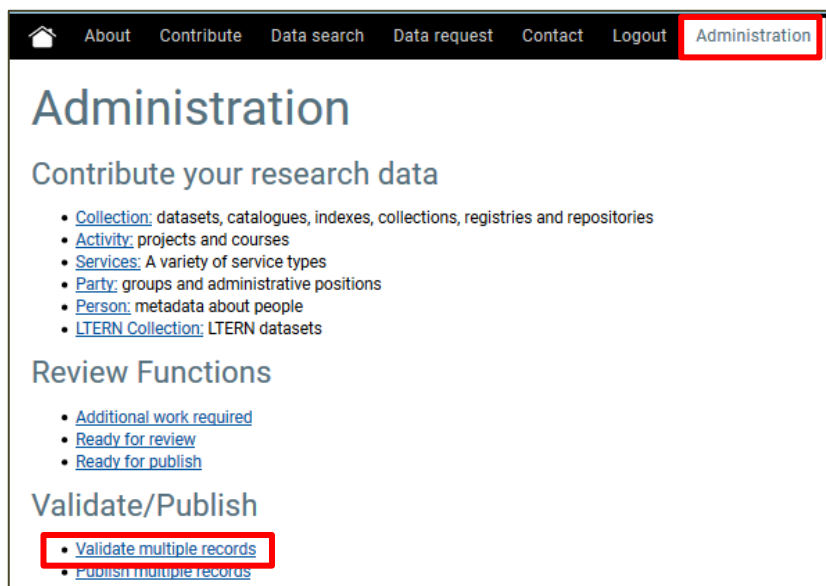 About Contribute Data search Data request Contact Logout Administration
Administration
Contribute your research data
Collection: datasets, catalogues, indexes, collections, registries and repositories
Activity: projects and courses
Services: A variety of service types
Party: groups and administrative positions
Person: metadata about people
LTERN Collection: LTERN datasets
Review Functions
Additional work required
Ready for review
Ready for publish
Validate/Publish
Validate multiple records
Publish multiple records